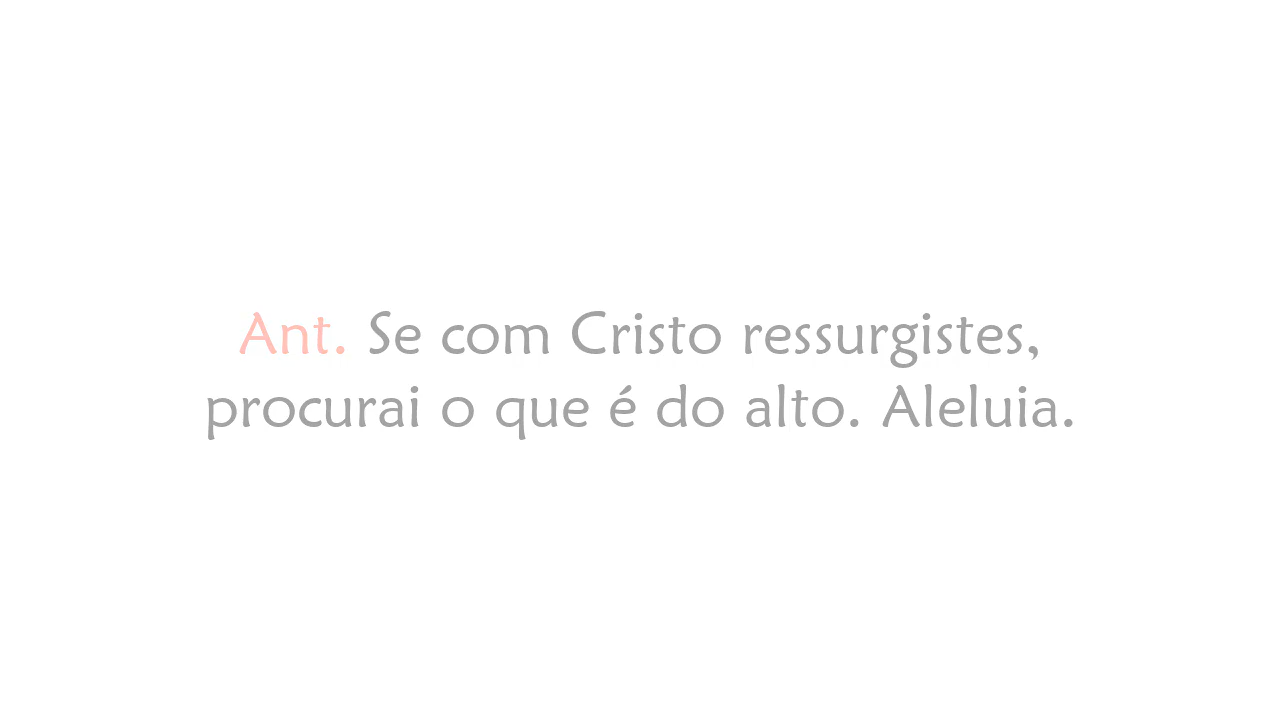 Ant. Se com Cristo ressurgistes,
procurai o que é do alto. Aleluia.